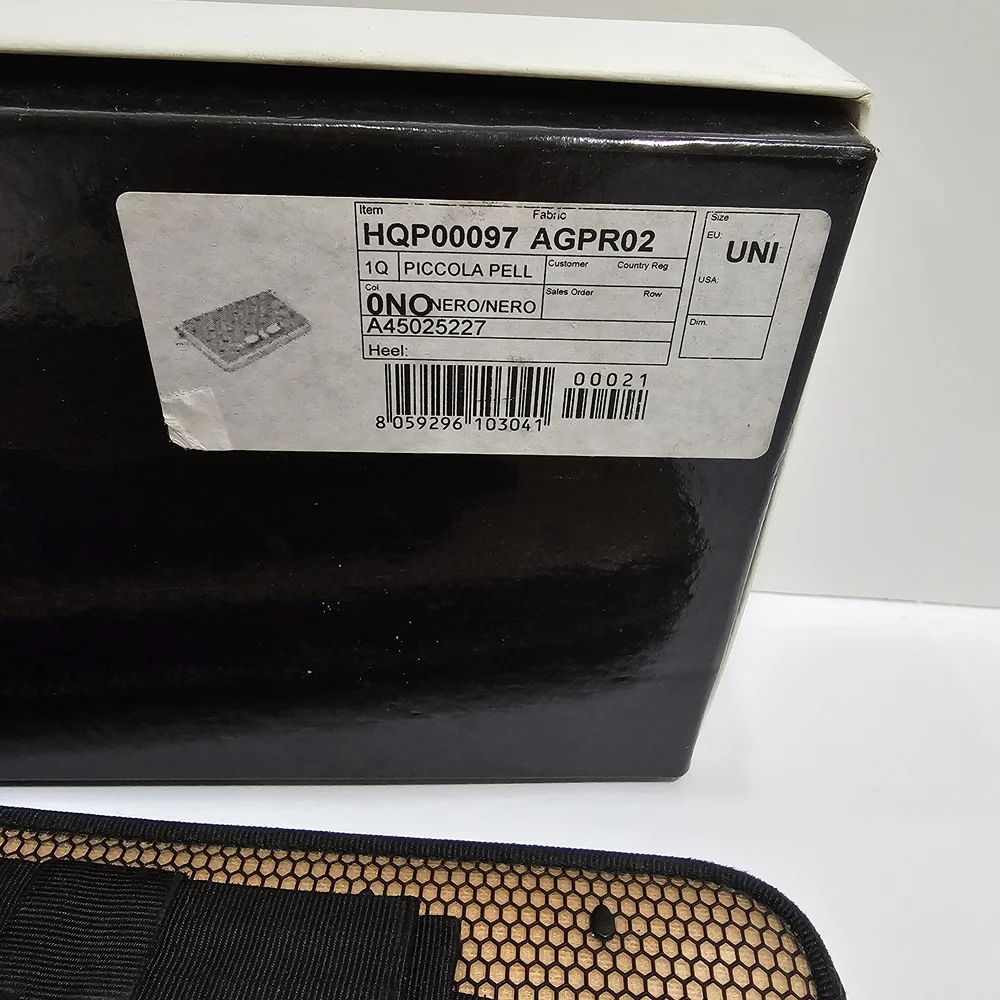 Item Fabric
HQP00097 AGPR02
1Q PICCOLA PELL
Customer Country Reg
Col
0NO NERO/NERO
Sales Order Row
A45025227
Heel:
8 059296 103041
00021
Size
EU: UNI
USA:
Dim.